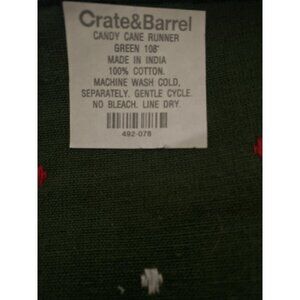 Crate&Barrel
CANDY CANE RUNNER
GREEN 108"
MADE IN INDIA
100% COTTON.
MACHINE WASH COLD,
SEPARATELY. GENTLE CYCLE.
NO BLEACH. LINE DRY.
492-078